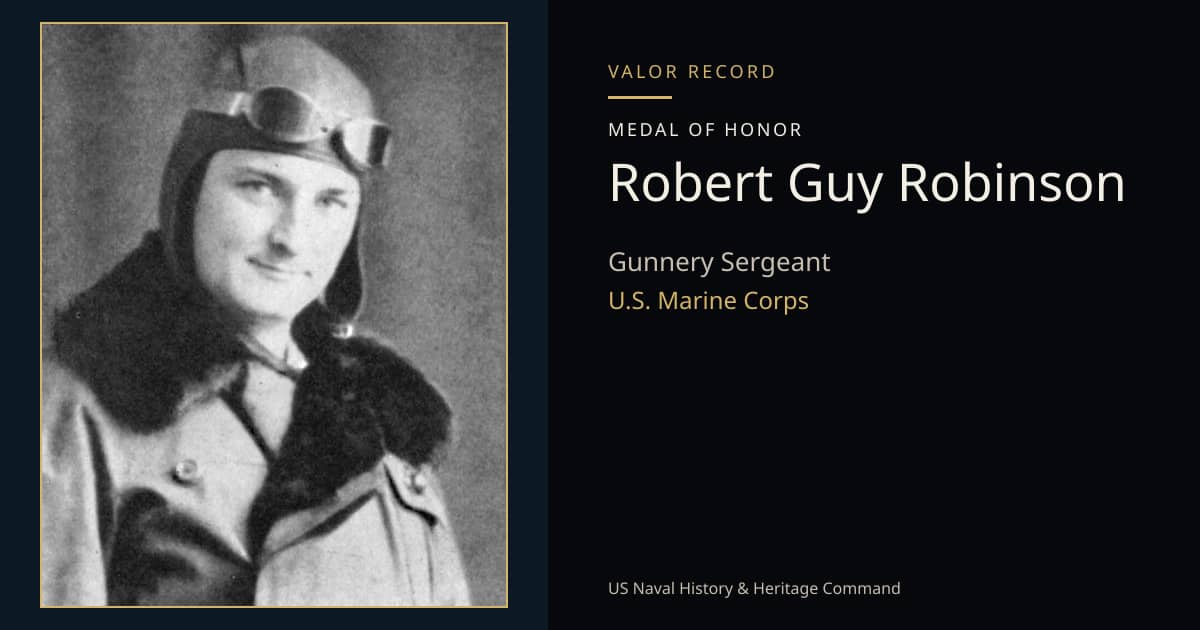 VALOR RECORD
MEDAL OF HONOR
Robert Guy Robinson
Gunnery Sergeant
U.S. Marine Corps
US Naval History & Heritage Command